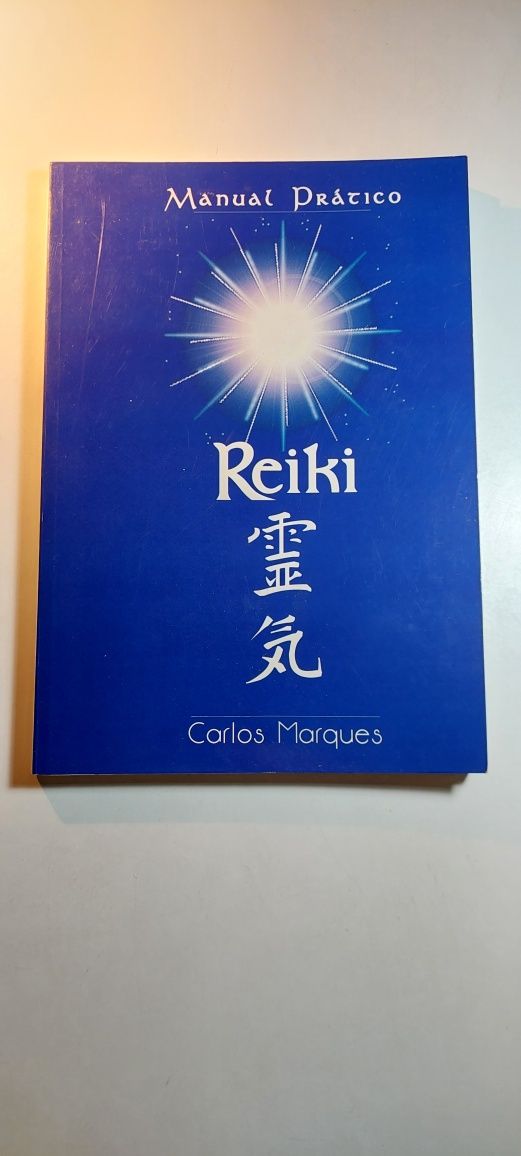 Manual Prático
Reiki
霊
気
Carlos Marques